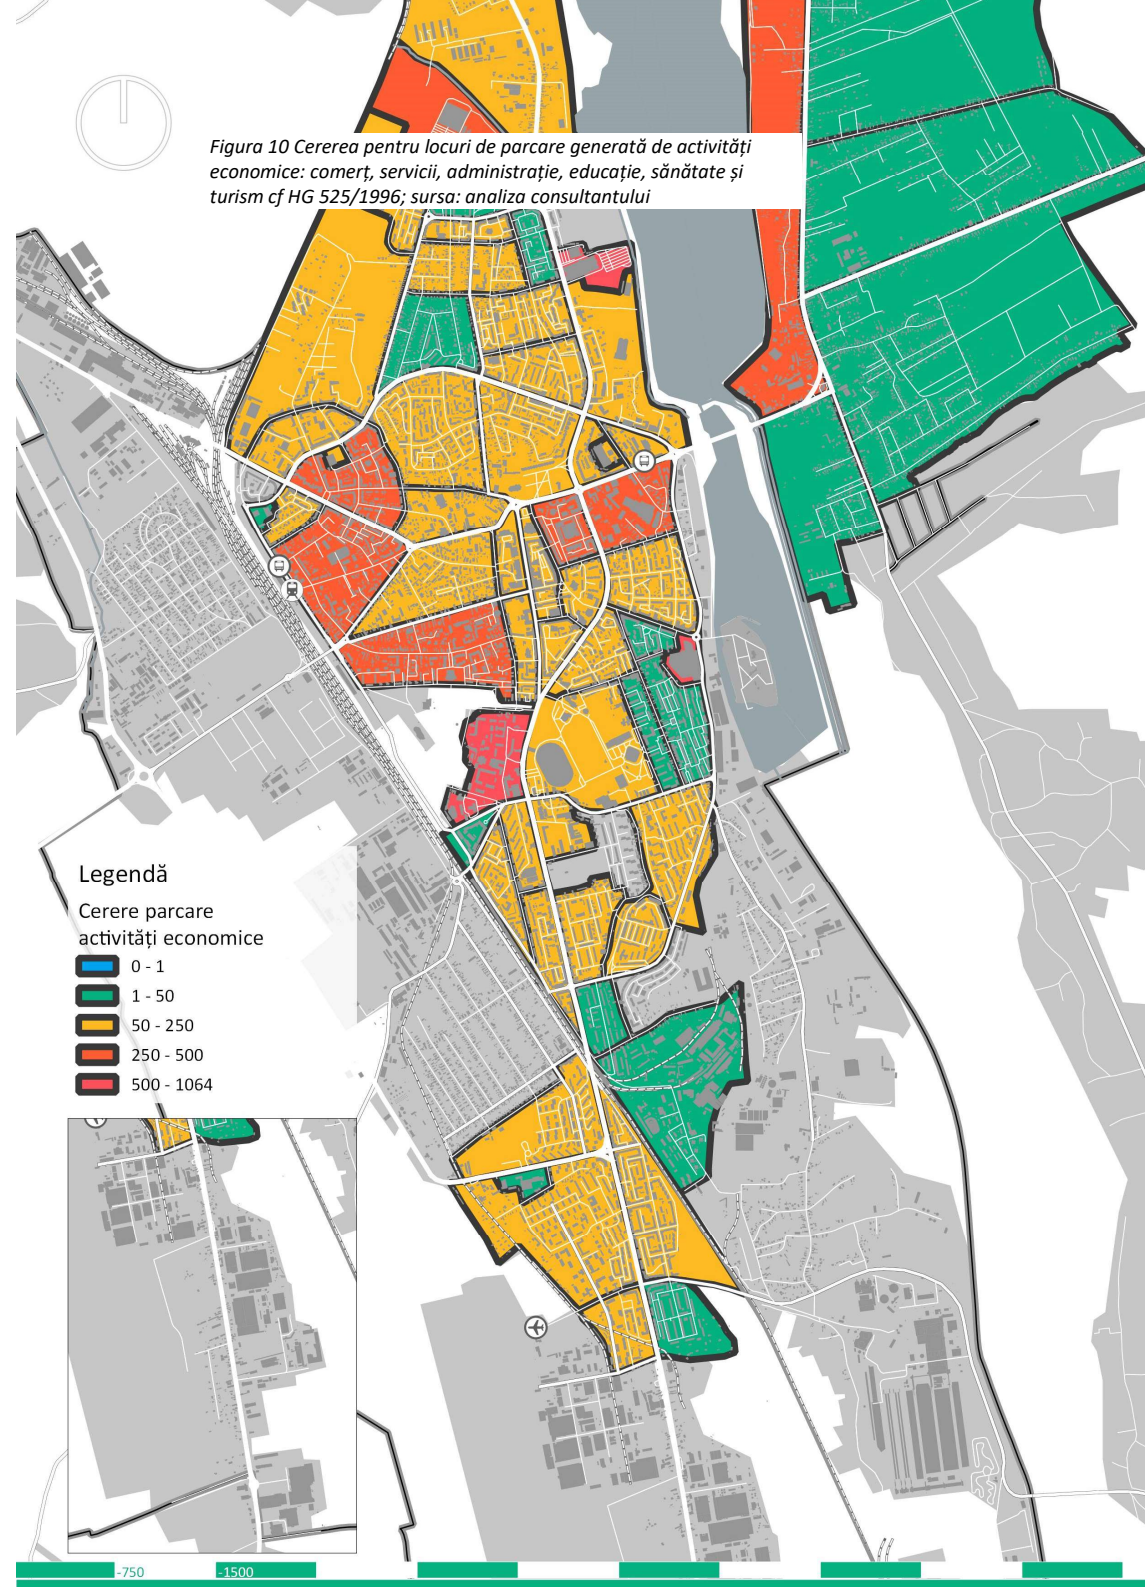 Figura 10 Cererea pentru locuri de parcare generată de activități
economice: comerț, servicii, administrație, educație, sănătate și
turism cf HG 525/1996; sursa: analiza consultantului
Legendă
Cerere parcare
activități economice
0 - 1
1 - 50
50 - 250
250 - 500
500 - 1064
-750
-1500